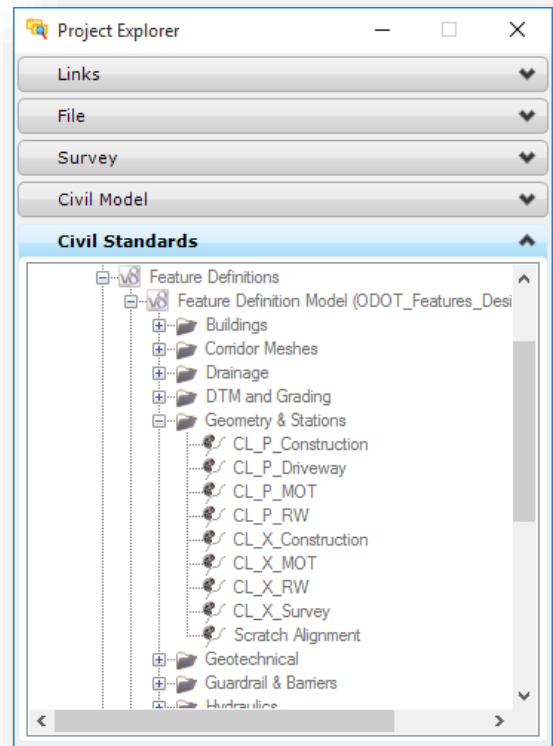 Project Explorer
Links
File
Survey
Civil Model
Civil Standards
Feature Definitions
Feature Definition Model (ODOT_Features_Desi
Buildings
Corridor Meshes
Drainage
DTM and Grading
Geometry & Stations
CL_P_Construction
CL_P_Driveway
CL_P_MOT
CL_P_RW
CL_X_Construction
CL_X_MOT
CL_X_RW
CL_X_Survey
Scratch Alignment
Geotechnical
Guardrail & Barriers
Hydraulics